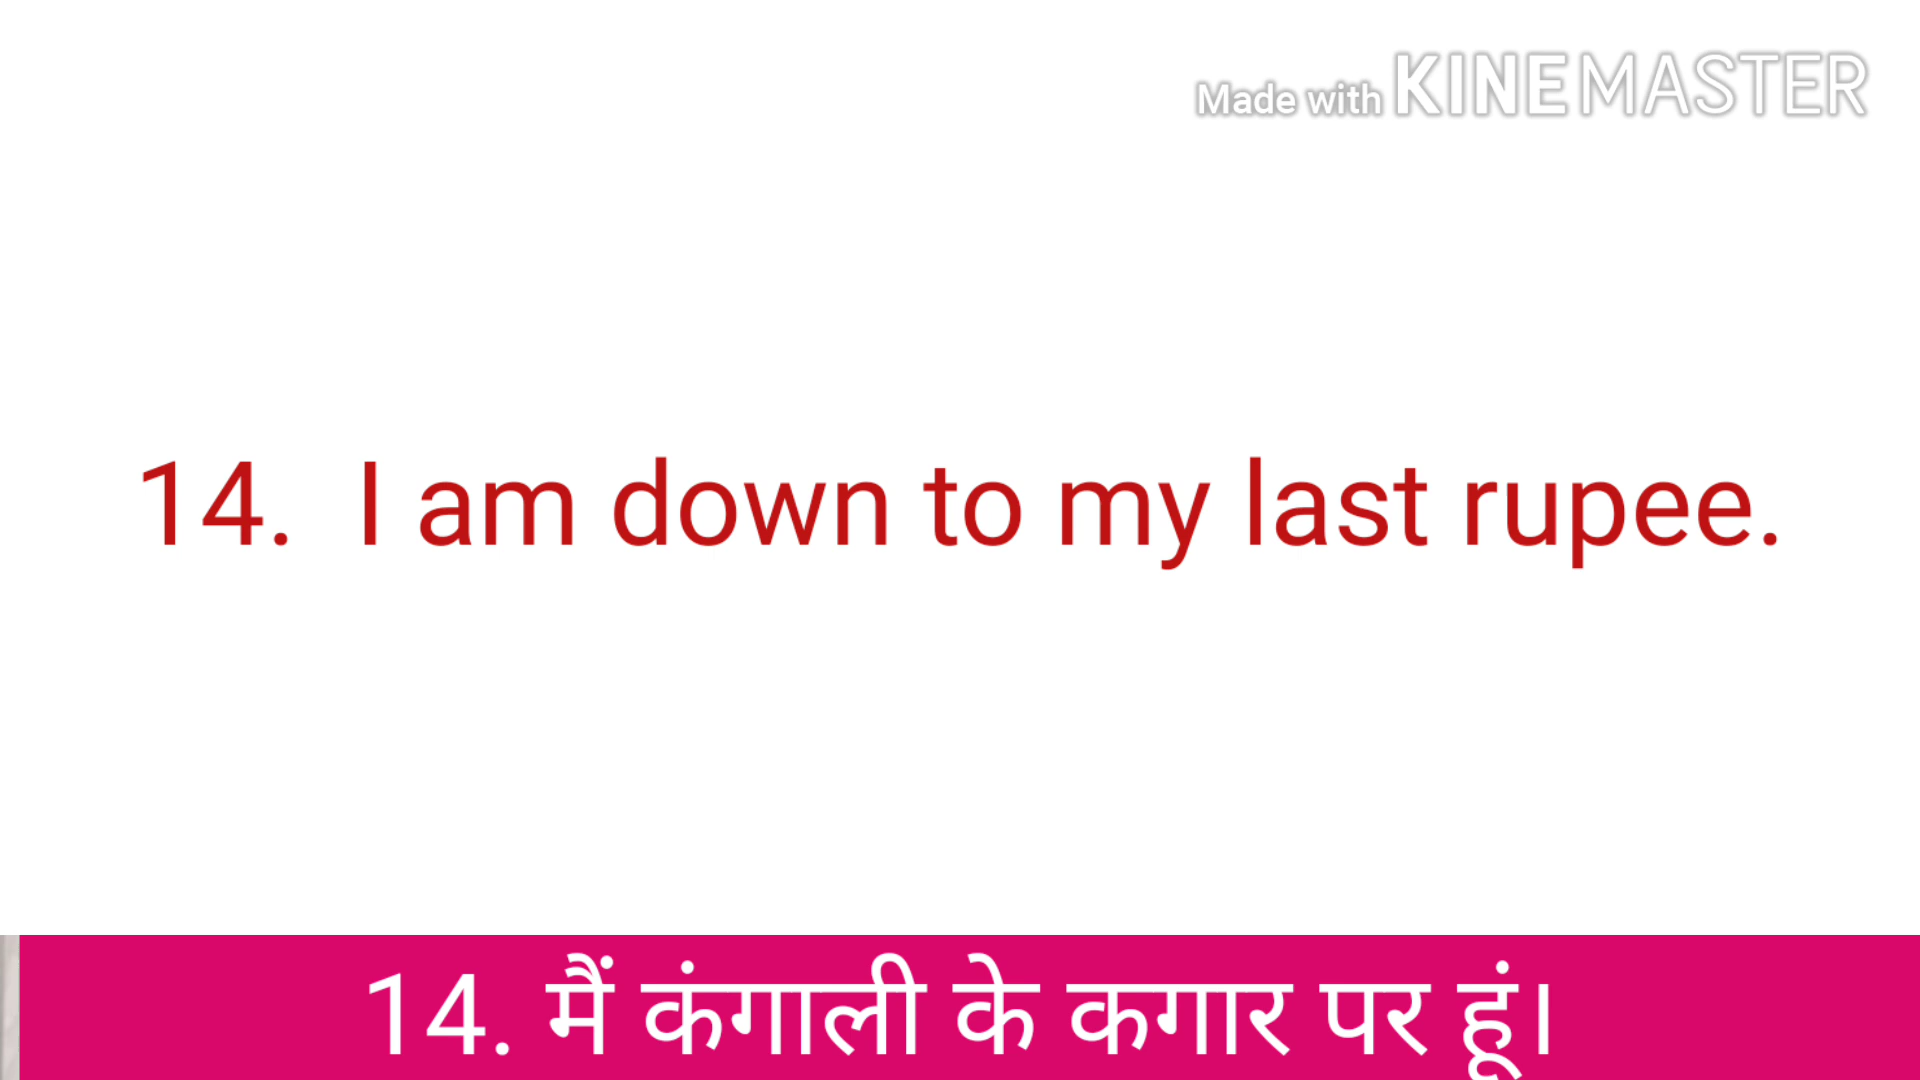 Made with KINEMASTER
14. I am down to my last rupee.
14. मैं कंगाली के कगार पर हूं।